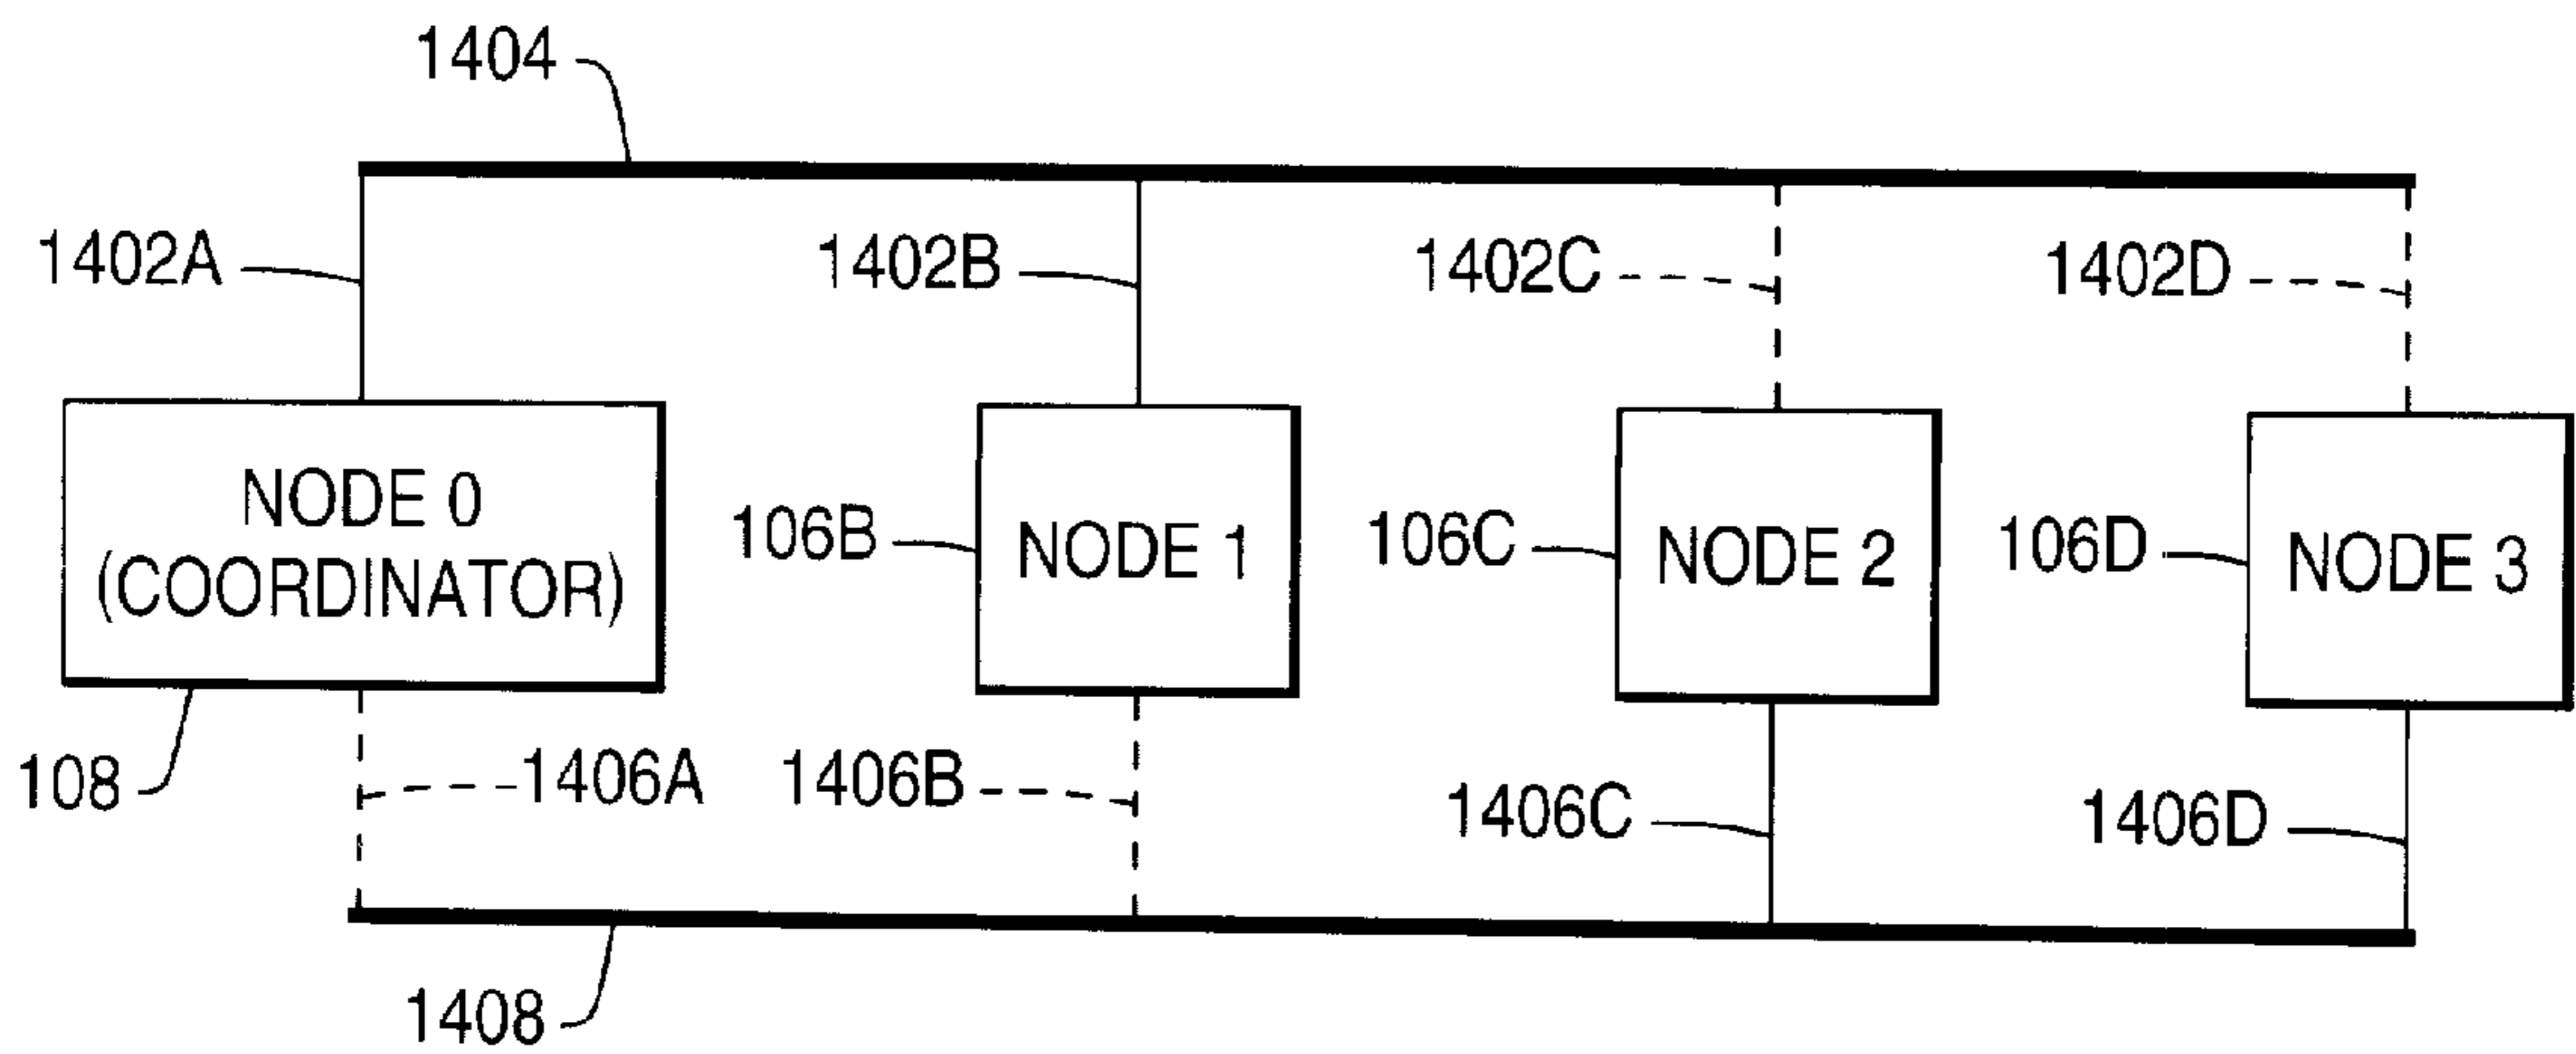 1404
1402A
1402B
1402C
1402D
NODE 0
(COORDINATOR)
106B
NODE 1
106C
NODE 2
106D
NODE 3
108
1406A
1406B
1406C
1406D
1408